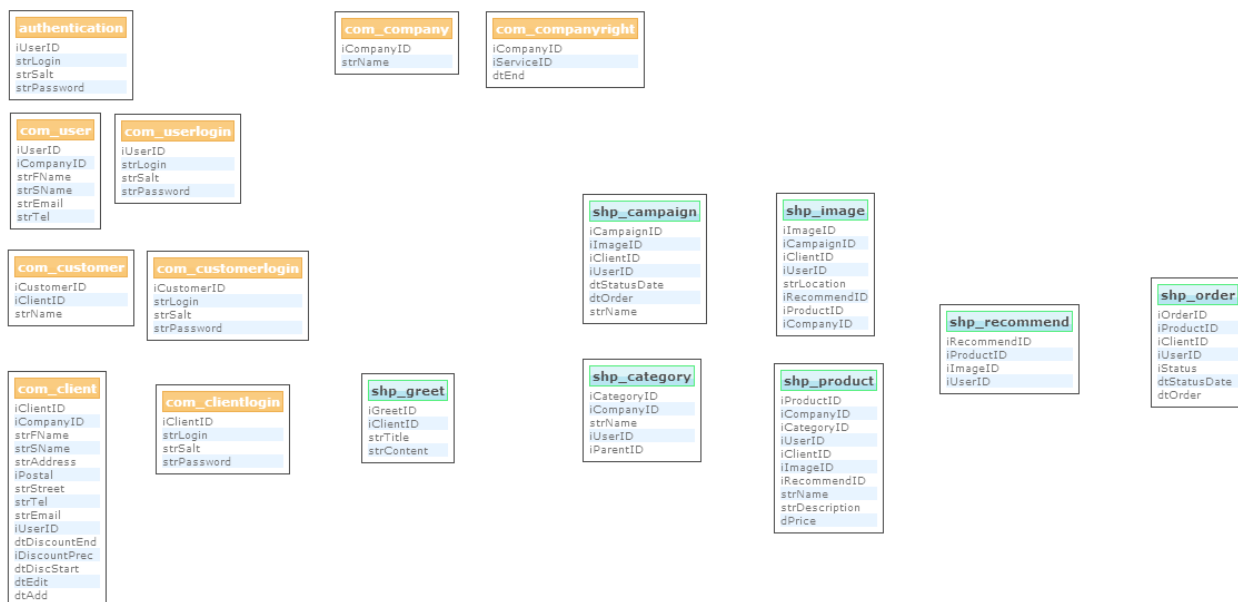 authentication
iUserID
strLogin
strSalt
strPassword
com_company
iCompanyID
strName
com_companyright
iCompanyID
iServiceID
dtEnd
com_user
iUserID
iCompanyID
strFName
strSName
strEmail
strTel
com_userlogin
iUserID
strLogin
strSalt
strPassword
shp_campaign
iCampaignID
iImageID
iClientID
iUserID
dtStatusDate
dtOrder
strName
shp_image
iImageID
iCampaignID
iClientID
iUserID
strLocation
iRecommendID
iProductID
iCompanyID
com_customer
iCustomerID
iClientID
strName
com_customerlogin
iCustomerID
strLogin
strSalt
strPassword
shp_recommend
iRecommendID
iProductID
iImageID
iUserID
shp_order
iOrderID
iProductID
iClientID
iUserID
iStatus
dtStatusDate
dtOrder
com_client
iClientID
iCompanyID
strFName
strSName
strAddress
iPostal
strStreet
strTel
strEmail
iUserID
dtDiscountEnd
iDiscountPrec
dtDiscStart
dtEdit
dtAdd
com_clientlogin
iClientID
strLogin
strSalt
strPassword
shp_greet
iGreetID
iClientID
strTitle
strContent
shp_category
iCategoryID
iCompanyID
strName
iUserID
iParentID
shp_product
iProductID
iCompanyID
iCategoryID
iUserID
iClientID
iImageID
iRecommendID
strName
strDescription
dPrice